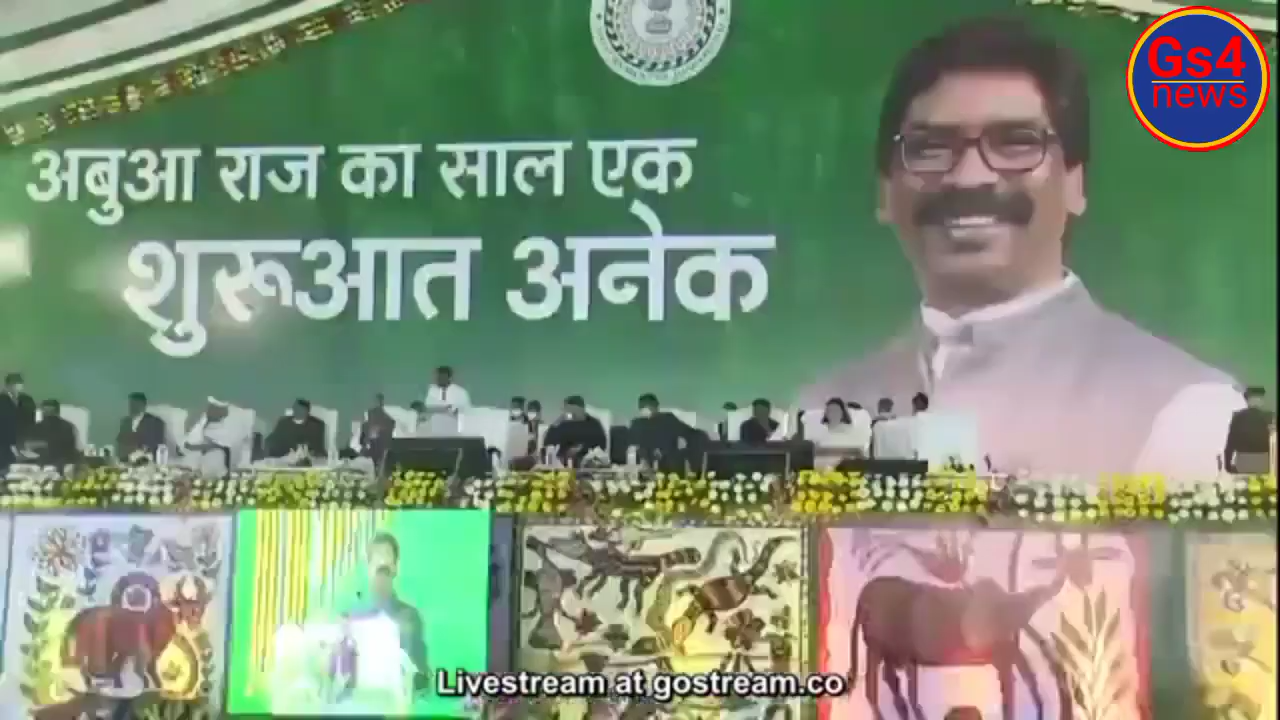 Gs4
news
अबुआ राज का साल एक
शुरूआत अनेक
Livestream at gostream.co